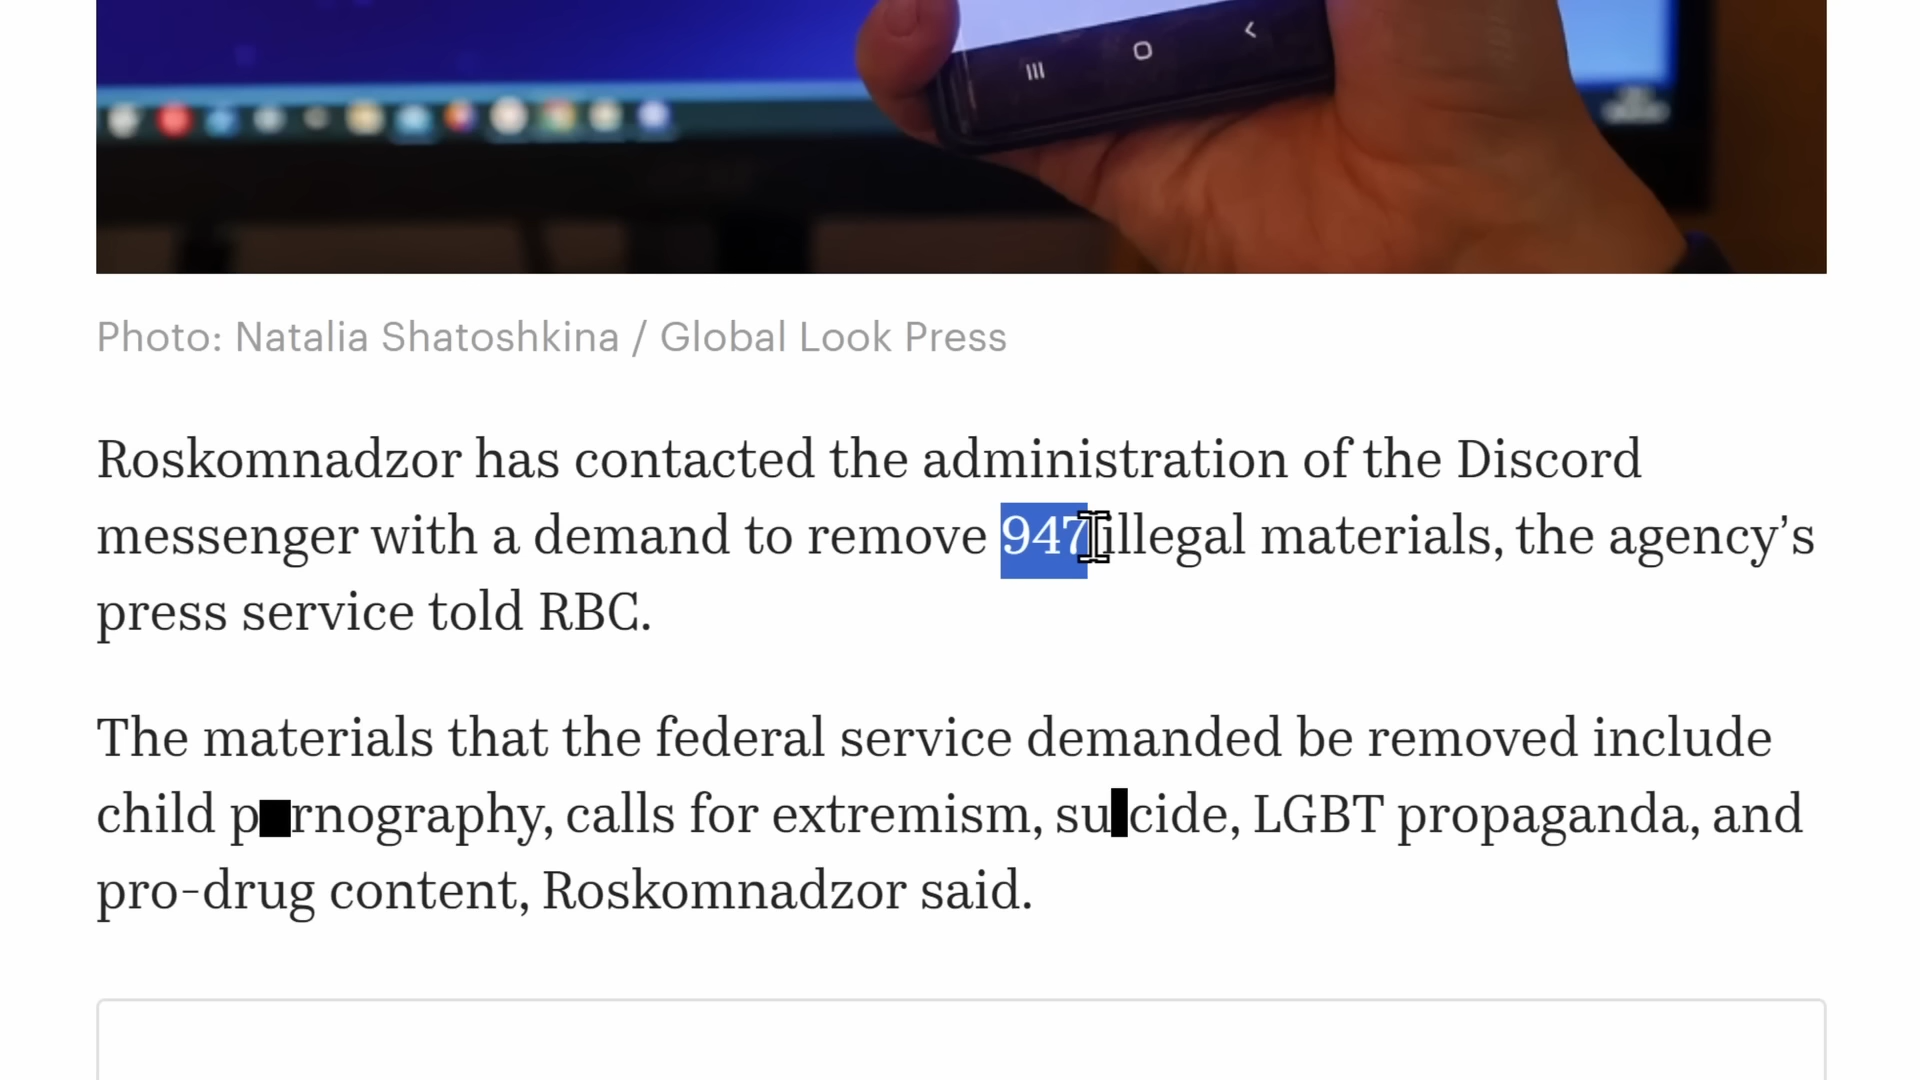 Photo: Natalia Shatoshkina / Global Look Press
Roskomnadzor has contacted the administration of the Discord
messenger with a demand to remove 947 illegal materials, the agency’s
press service told RBC.
The materials that the federal service demanded be removed include
child p■rnography, calls for extremism, su■cide, LGBT propaganda, and
pro-drug content, Roskomnadzor said.